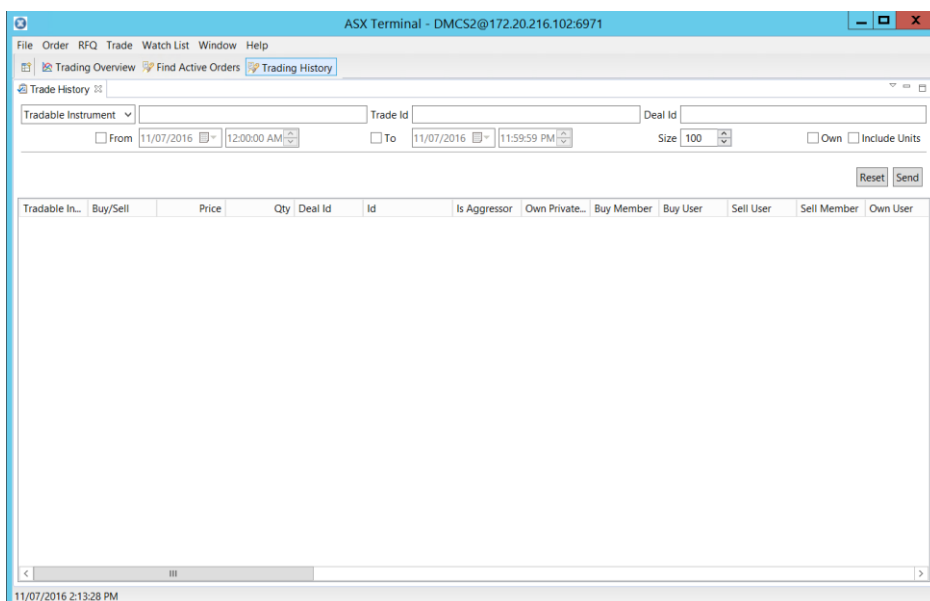 ASX Terminal - DMCS2@172.20.216.102:6971
File Order RFQ Trade Watch List Window Help
Trading Overview Find Active Orders Trading History
Trade History
Tradable Instrument Trade Id Deal Id
From 11/07/2016 12:00:00 AM To 11/07/2016 11:59:59 PM Size 100 Own Include Units
Reset Send
Tradable In... Buy/Sell Price Qty Deal Id Id Is Aggressor Own Private... Buy Member Buy User Sell User Sell Member Own User
11/07/2016 2:13:28 PM